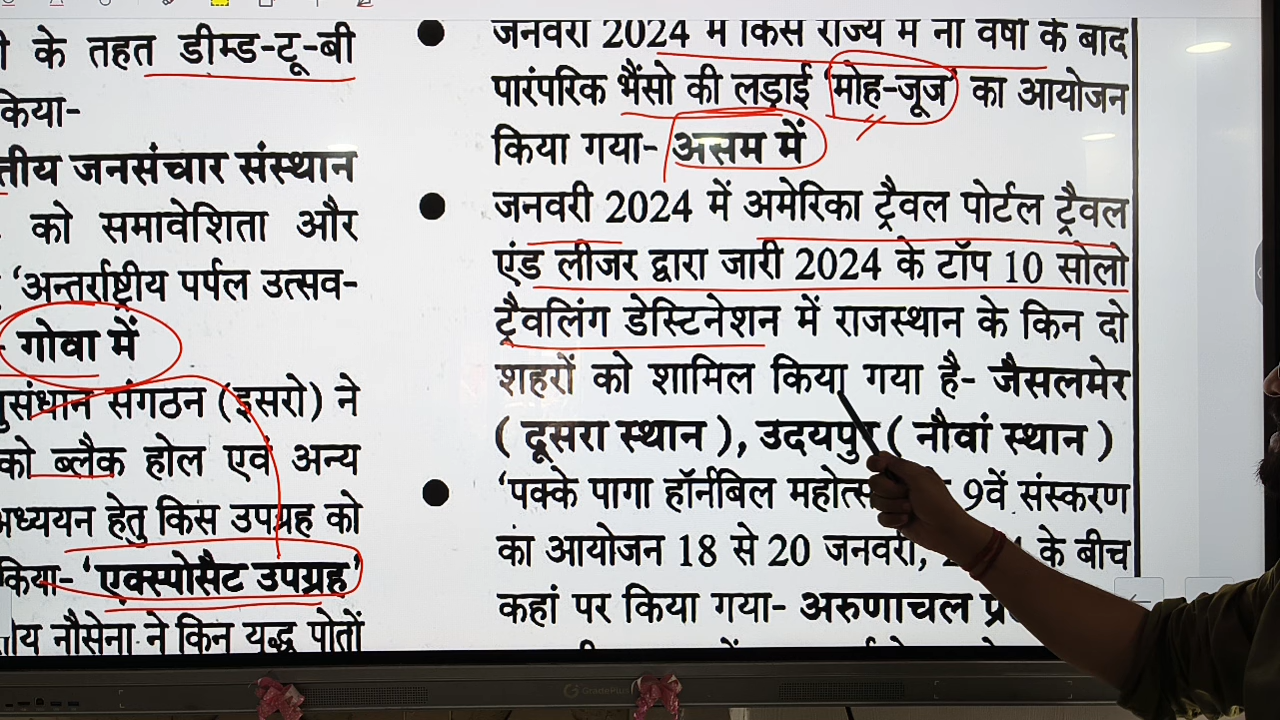 के तहत डीम्ड-टू-बी
किया-
जनसंचार संस्थान
को समावेशिता और
‘अन्तर्राष्ट्रीय पर्पल उत्सव-
- गोवा में
संगठन (इसरो) ने
को ब्लैक होल एवं अन्य
हेतु किस उपग्रह को
किया- ‘एक्स्पोसैट उपग्रह’
नौसेना ने किन युद्ध पोतों
● जनवरी 2024 में किस राज्य में नौ वर्षों के बाद
पारंपरिक भैंसो की लड़ाई ‘मोह-जूज’ का आयोजन
किया गया- असम में
● जनवरी 2024 में अमेरिका ट्रैवल पोर्टल ट्रैवल
एंड लीजर द्वारा जारी 2024 के टॉप 10 सोलो
ट्रैवलिंग डेस्टिनेशन में राजस्थान के किन दो
शहरों को शामिल किया गया है- जैसलमेर
( दूसरा स्थान ), उदयपुर ( नौवां स्थान )
● ‘पक्के पागा हॉर्नबिल 9वें संस्करण
का आयोजन 18 से 20 जनवरी, के बीच
कहां पर किया गया- अरुणाचल